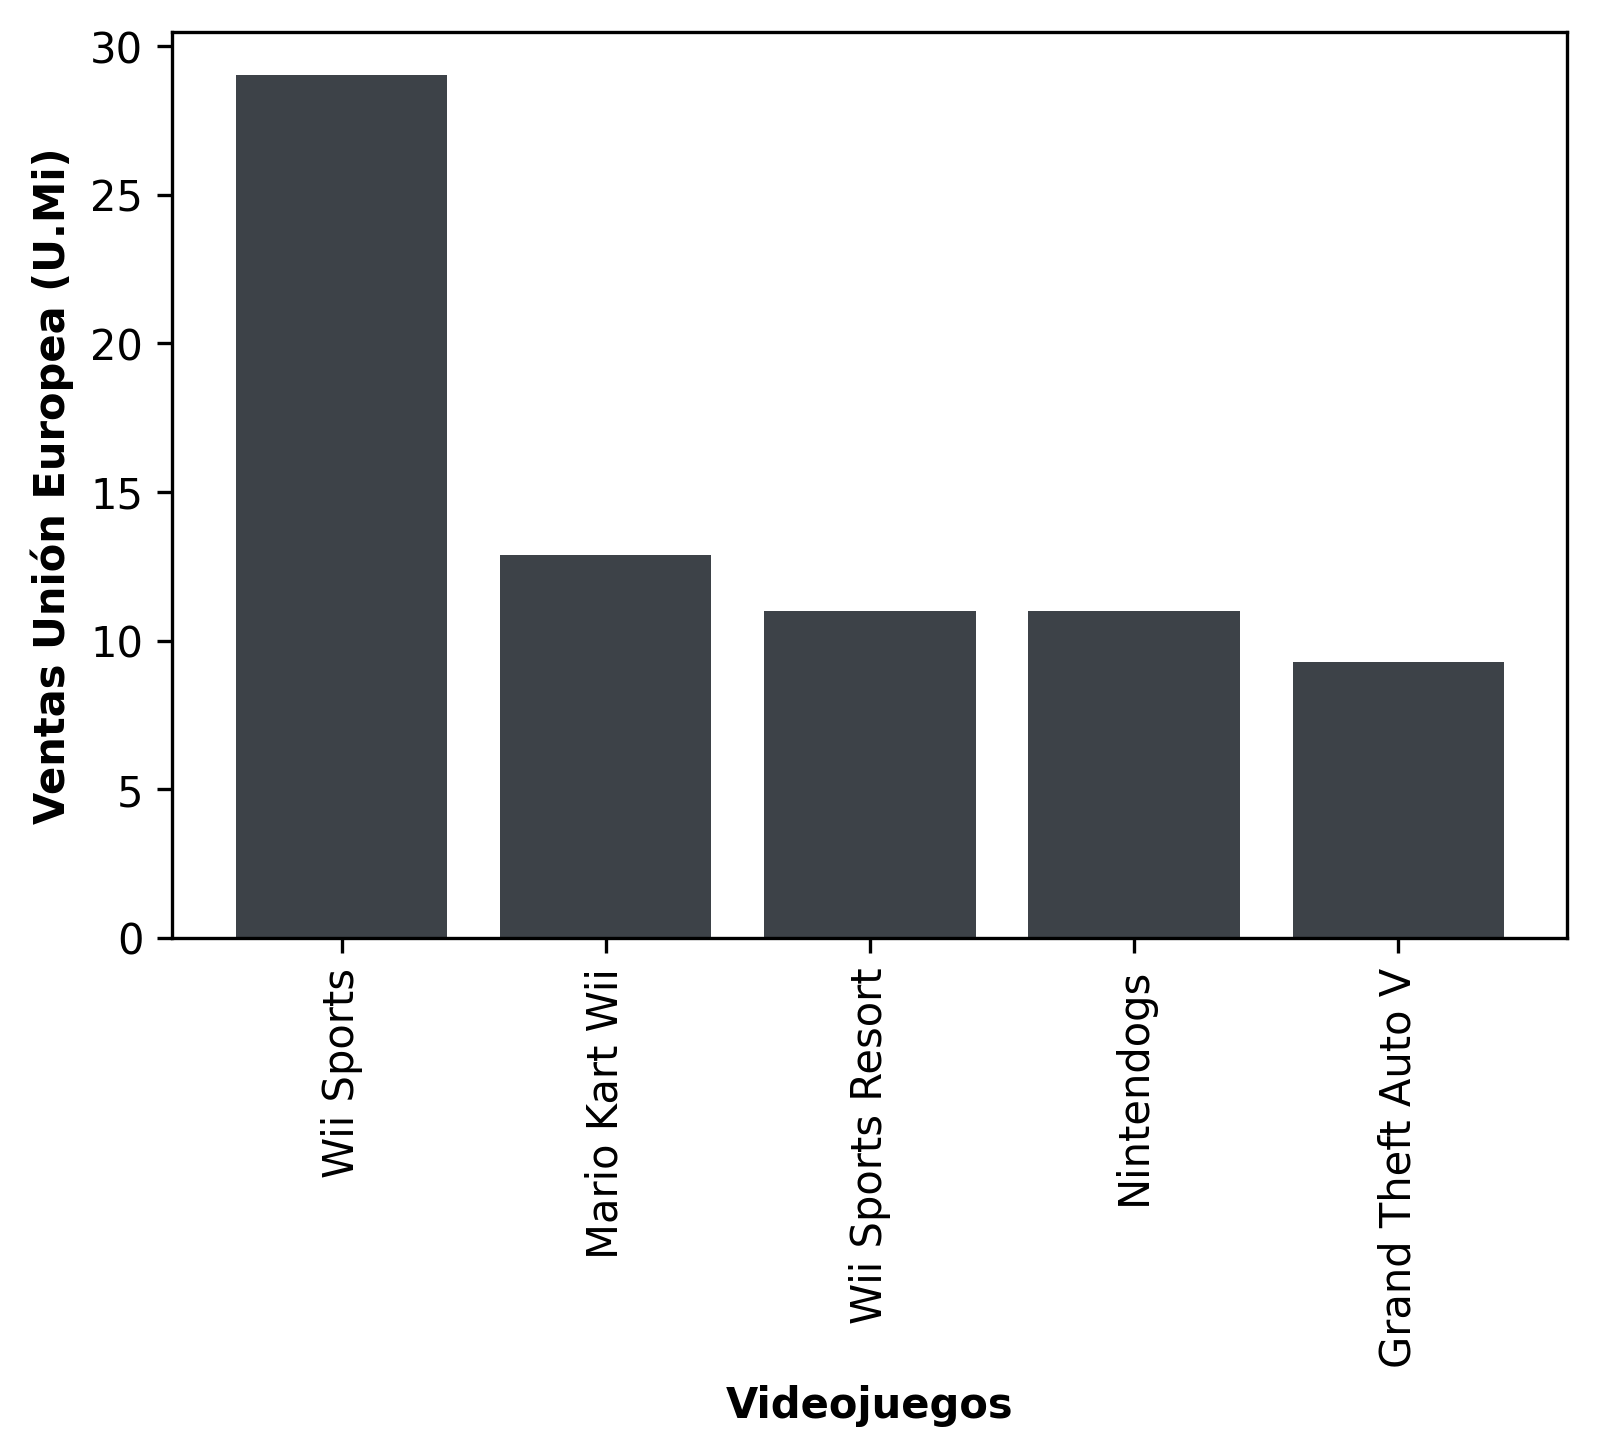 30
25
20
15
10
5
0
Ventas Unión Europea (U.Mi)
Wii Sports
Mario Kart Wii
Wii Sports Resort
Nintendogs
Grand Theft Auto V
Videojuegos